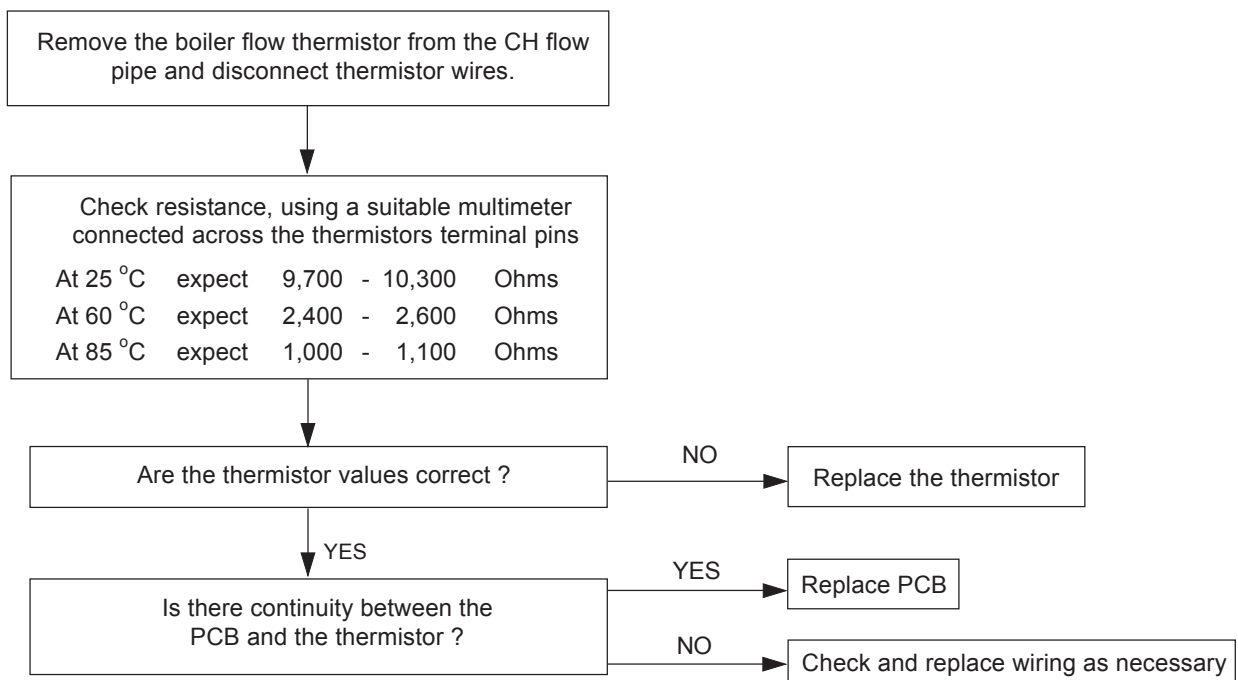 Remove the boiler flow thermistor from the CH flow
pipe and disconnect thermistor wires.
Check resistance, using a suitable multimeter
connected across the thermistors terminal pins
At 25 °C expect 9,700 - 10,300 Ohms
At 60 °C expect 2,400 - 2,600 Ohms
At 85 °C expect 1,000 - 1,100 Ohms
Are the thermistor values correct ?
NO
Replace the thermistor
YES
Is there continuity between the
PCB and the thermistor ?
YES
Replace PCB
NO
Check and replace wiring as necessary